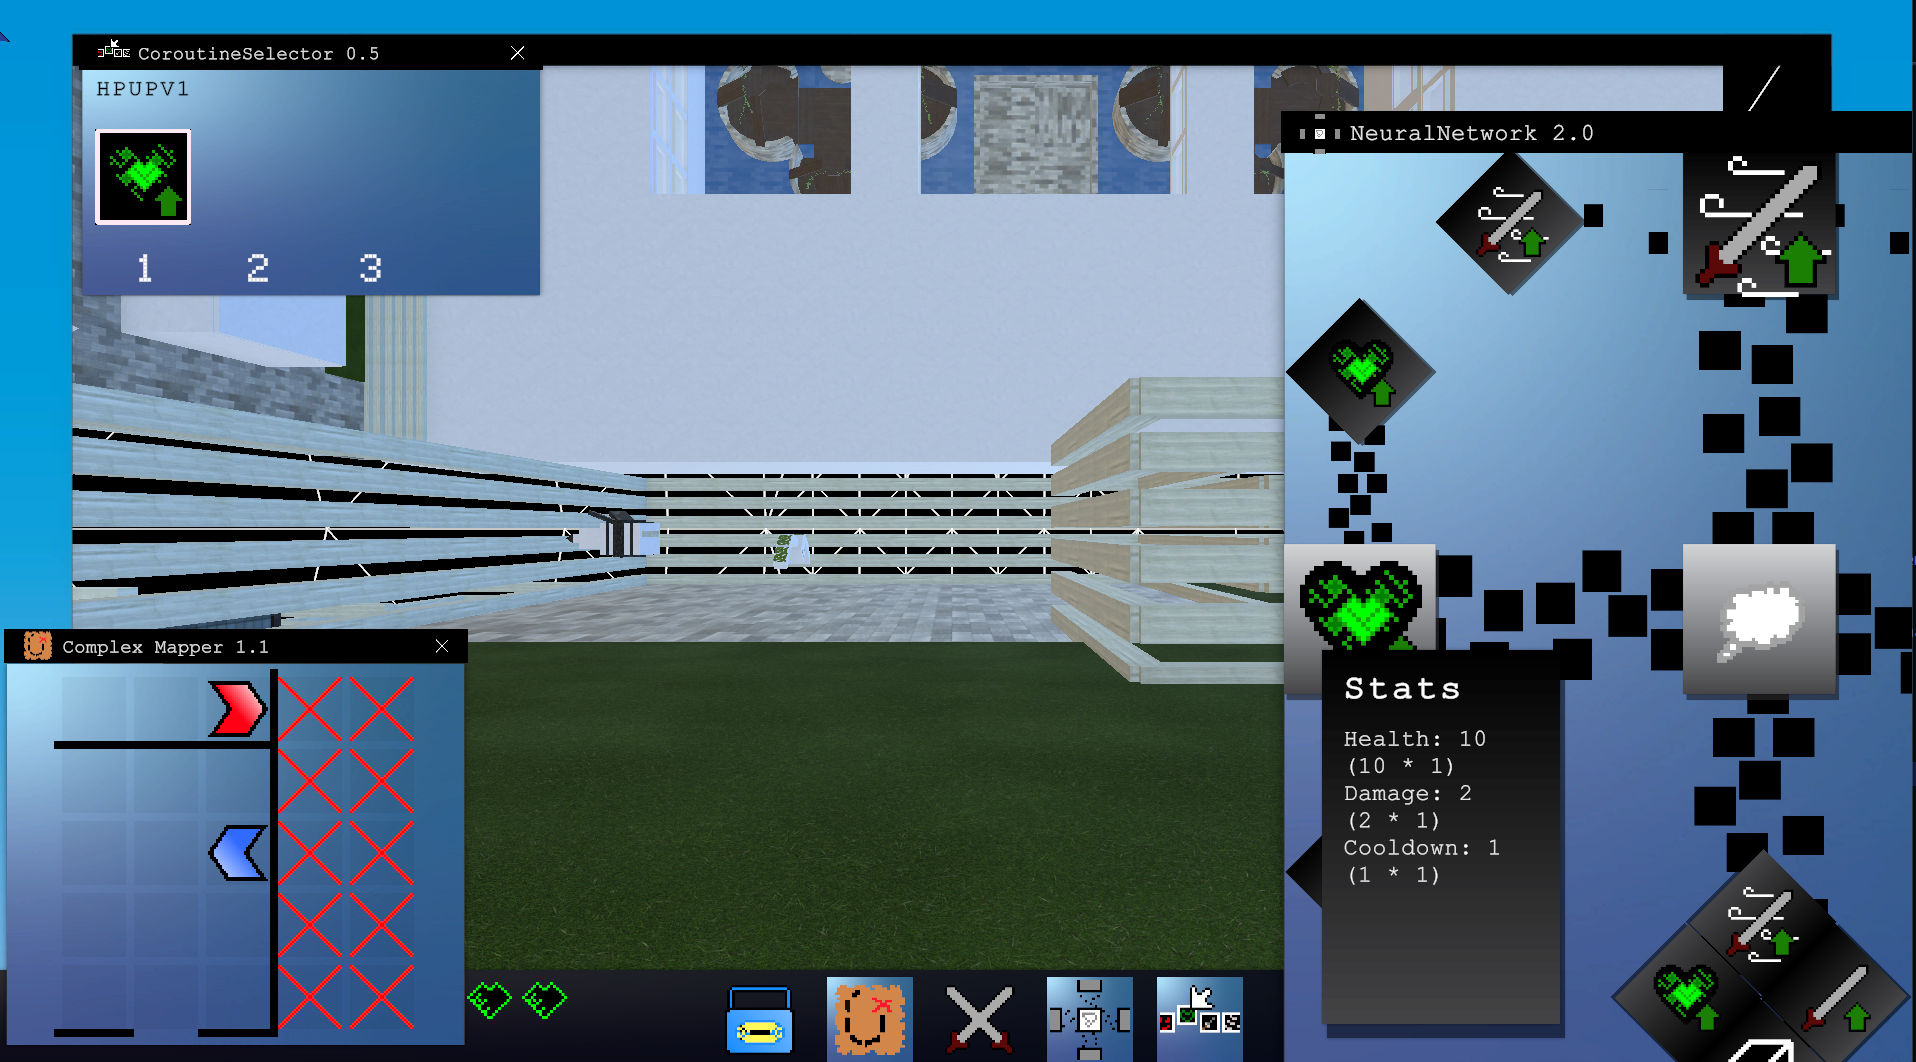 CoroutineSelector 0.5
HPUPV1
1 2 3
NeuralNetwork 2.0
Complex Mapper 1.1
Stats
Health: 10
(10 * 1)
Damage: 2
(2 * 1)
Cooldown: 1
(1 * 1)